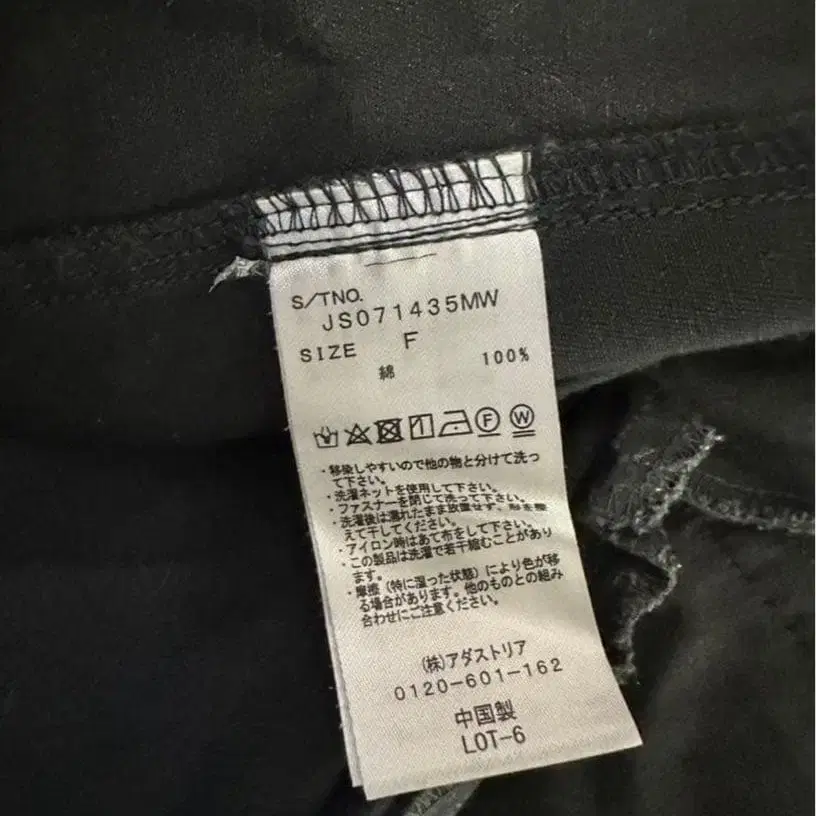 S/TNO.
JS071435MW
SIZE F
綿 100%
F W
・移染しやすいので他の物と分けて洗っ
て下さい。
・洗濯ネットを使用して下さい。
・ファスナーを閉じて洗って下さい。
・洗濯後は濡れたまま放置せず、形を整
えて干してください。
・アイロン時はあて布をして下さい。
・この製品は洗濯で若干縮むことがあり
ます。
・摩擦（特に湿った状態）により色が移
る場合があります。他のものとの組み
合わせにご注意ください。
(株)アダストリア
0120-601-162
中国製
LOT-6